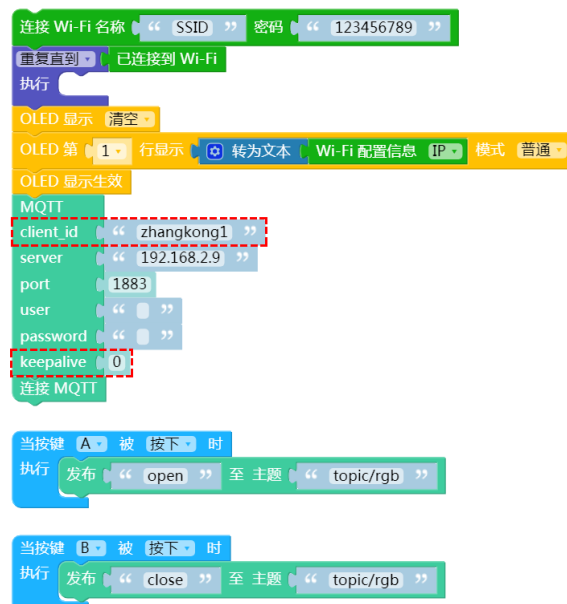 连接 Wi-Fi 名称 “ SSID ” 密码 “ 123456789 ”
重复直到 已连接到 Wi-Fi
执行
OLED 显示 清空
OLED 第 1 行显示 转为文本 Wi-Fi 配置信息 IP 模式 普通
OLED 显示生效
MQTT
client_id “ zhangkong1 ”
server “ 192.168.2.9 ”
port 1883
user “ ”
password “ ”
keepalive 0
连接 MQTT
当按键 A 被 按下 时
执行 发布 “ open ” 至 主题 “ topic/rgb ”
当按键 B 被 按下 时
执行 发布 “ close ” 至 主题 “ topic/rgb ”